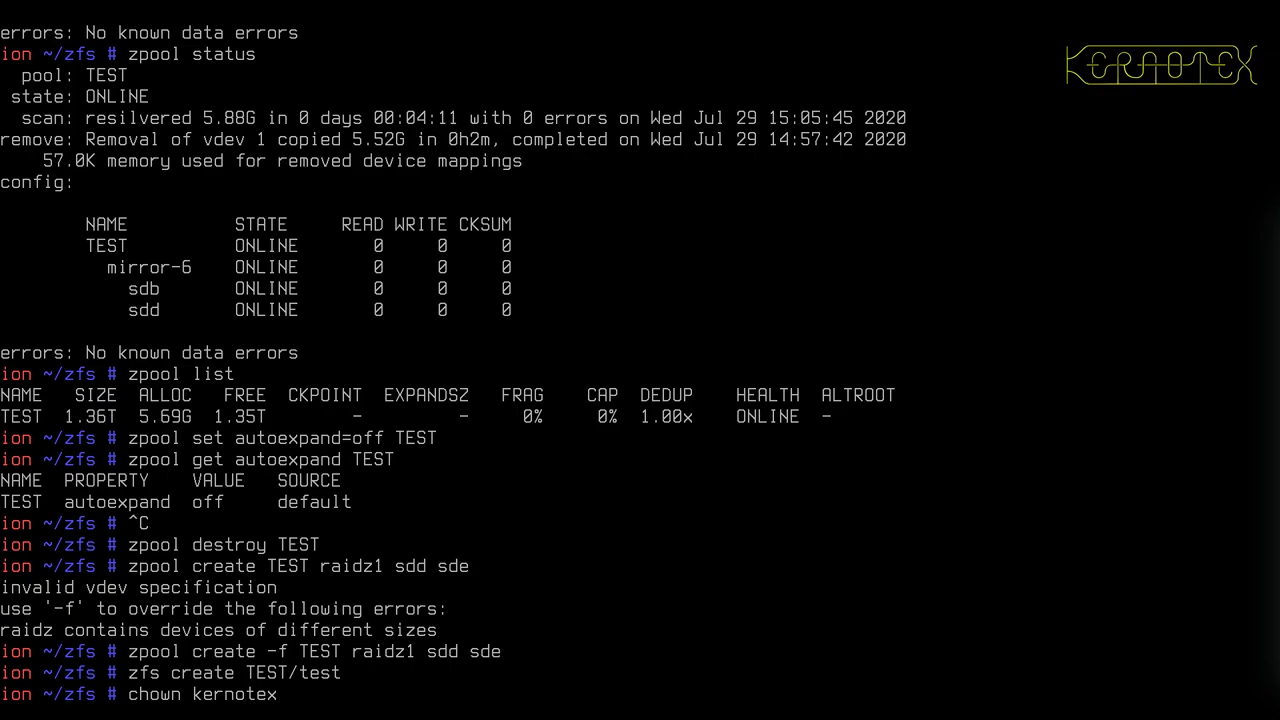 errors: No known data errors
ion ~/zfs # zpool status
pool: TEST
state: ONLINE
scan: resilvered 5.88G in 0 days 00:04:11 with 0 errors on Wed Jul 29 15:05:45 2020
remove: Removal of vdev 1 copied 5.52G in 0h2m, completed on Wed Jul 29 14:57:42 2020
57.0K memory used for removed device mappings
config:
NAME STATE READ WRITE CKSUM
TEST ONLINE 0 0 0
mirror-6 ONLINE 0 0 0
sdb ONLINE 0 0 0
sdd ONLINE 0 0 0
errors: No known data errors
ion ~/zfs # zpool list
NAME SIZE ALLOC FREE CKPOINT EXPANDSZ FRAG CAP DEDUP HEALTH ALTROOT
TEST 1.36T 5.69G 1.35T - - 0% 0% 1.00x ONLINE -
ion ~/zfs # zpool set autoexpand=off TEST
ion ~/zfs # zpool get autoexpand TEST
NAME PROPERTY VALUE SOURCE
TEST autoexpand off default
ion ~/zfs # ^C
ion ~/zfs # zpool destroy TEST
ion ~/zfs # zpool create TEST raidz1 sdd sde
invalid vdev specification
use '-f' to override the following errors:
raidz contains devices of different sizes
ion ~/zfs # zpool create -f TEST raidz1 sdd sde
ion ~/zfs # zfs create TEST/test
ion ~/zfs # chown kernotex
KERNOTEX